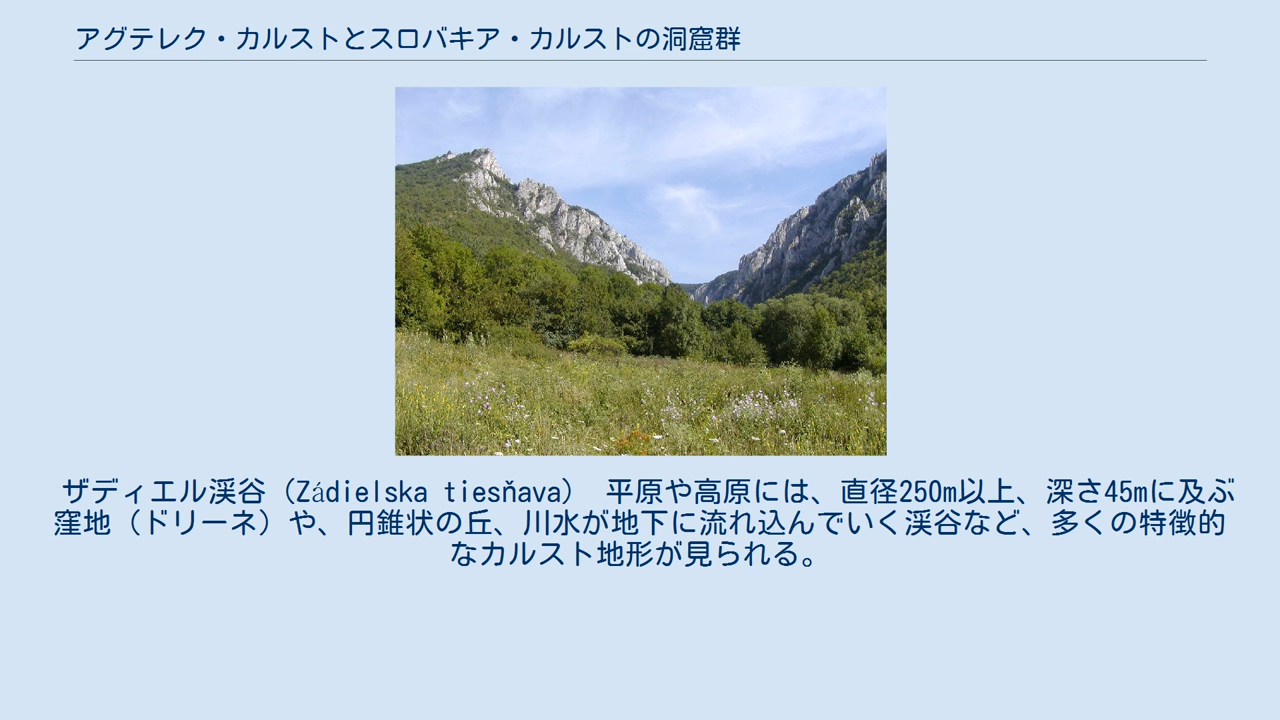 アグテレク・カルストとスロバキア・カルストの洞窟群
ザディエル渓谷（Zádielska tiesňava） 平原や高原には、直径250m以上、深さ45mに及ぶ
窪地（ドリーネ）や、円錐状の丘、川水が地下に流れ込んでいく渓谷など、多くの特徴的
なカルスト地形が見られる。